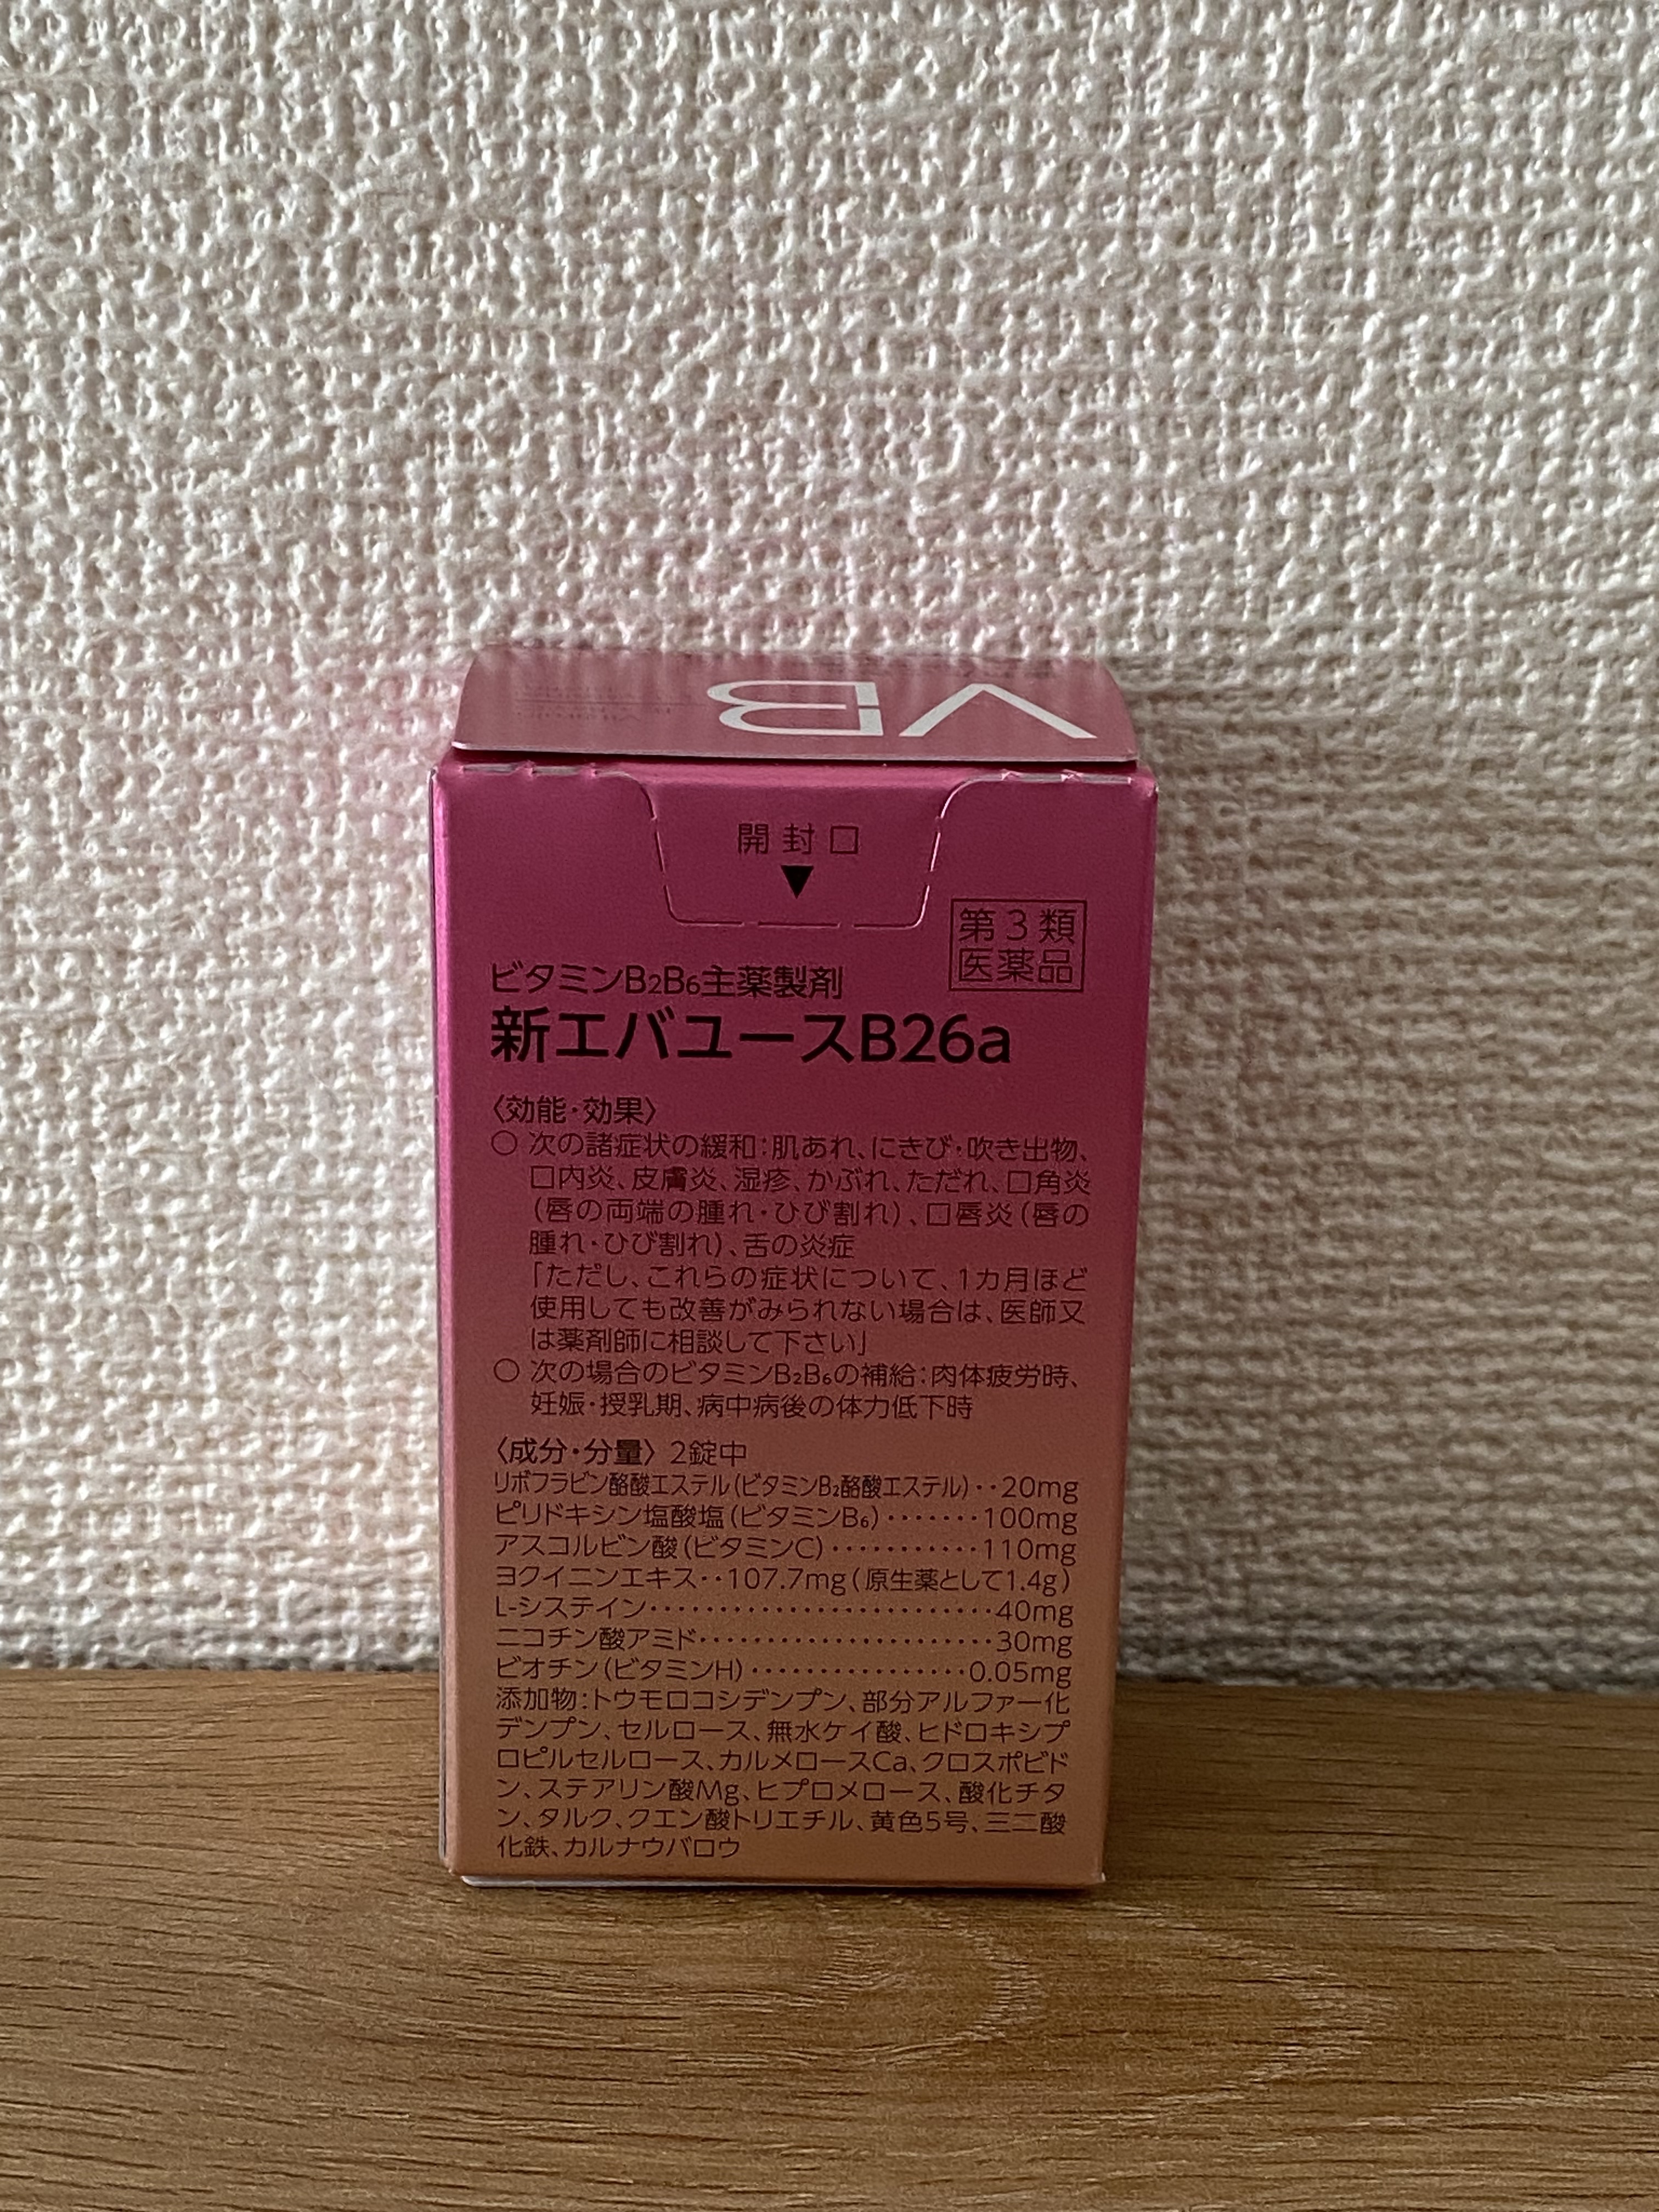 VB
開封口
▼
第3類
医薬品
ビタミンB₂B₆主薬製剤
新エバユースB26a
〈効能・効果〉
○ 次の諸症状の緩和:肌あれ、にきび・吹き出物、
口内炎、皮膚炎、湿疹、かぶれ、ただれ、口角炎
(唇の両端の腫れ・ひび割れ)、口唇炎(唇の
腫れ・ひび割れ)、舌の炎症
「ただし、これらの症状について、1カ月ほど
使用しても改善がみられない場合は、医師又
は薬剤師に相談して下さい」
○ 次の場合のビタミンB₂B₆の補給:肉体疲労時、
妊娠・授乳期、病中病後の体力低下時
〈成分・分量〉 2錠中
リボフラビン酪酸エステル(ビタミンB₂酪酸エステル)‥20mg
ピリドキシン塩酸塩(ビタミンB₆)·······100mg
アスコルビン酸(ビタミンC)···········110mg
ヨクイニンエキス‥107.7mg(原生薬として1.4g)
L-システイン··························40mg
ニコチン酸アミド······················30mg
ビオチン(ビタミンH)················0.05mg
添加物:トウモロコシデンプン、部分アルファー化
デンプン、セルロース、無水ケイ酸、ヒドロキシプ
ロピルセルロース、カルメロースCa、クロスポビド
ン、ステアリン酸Mg、ヒプロメロース、酸化チタ
ン、タルク、クエン酸トリエチル、黄色5号、三二酸
化鉄、カルナウバロウ